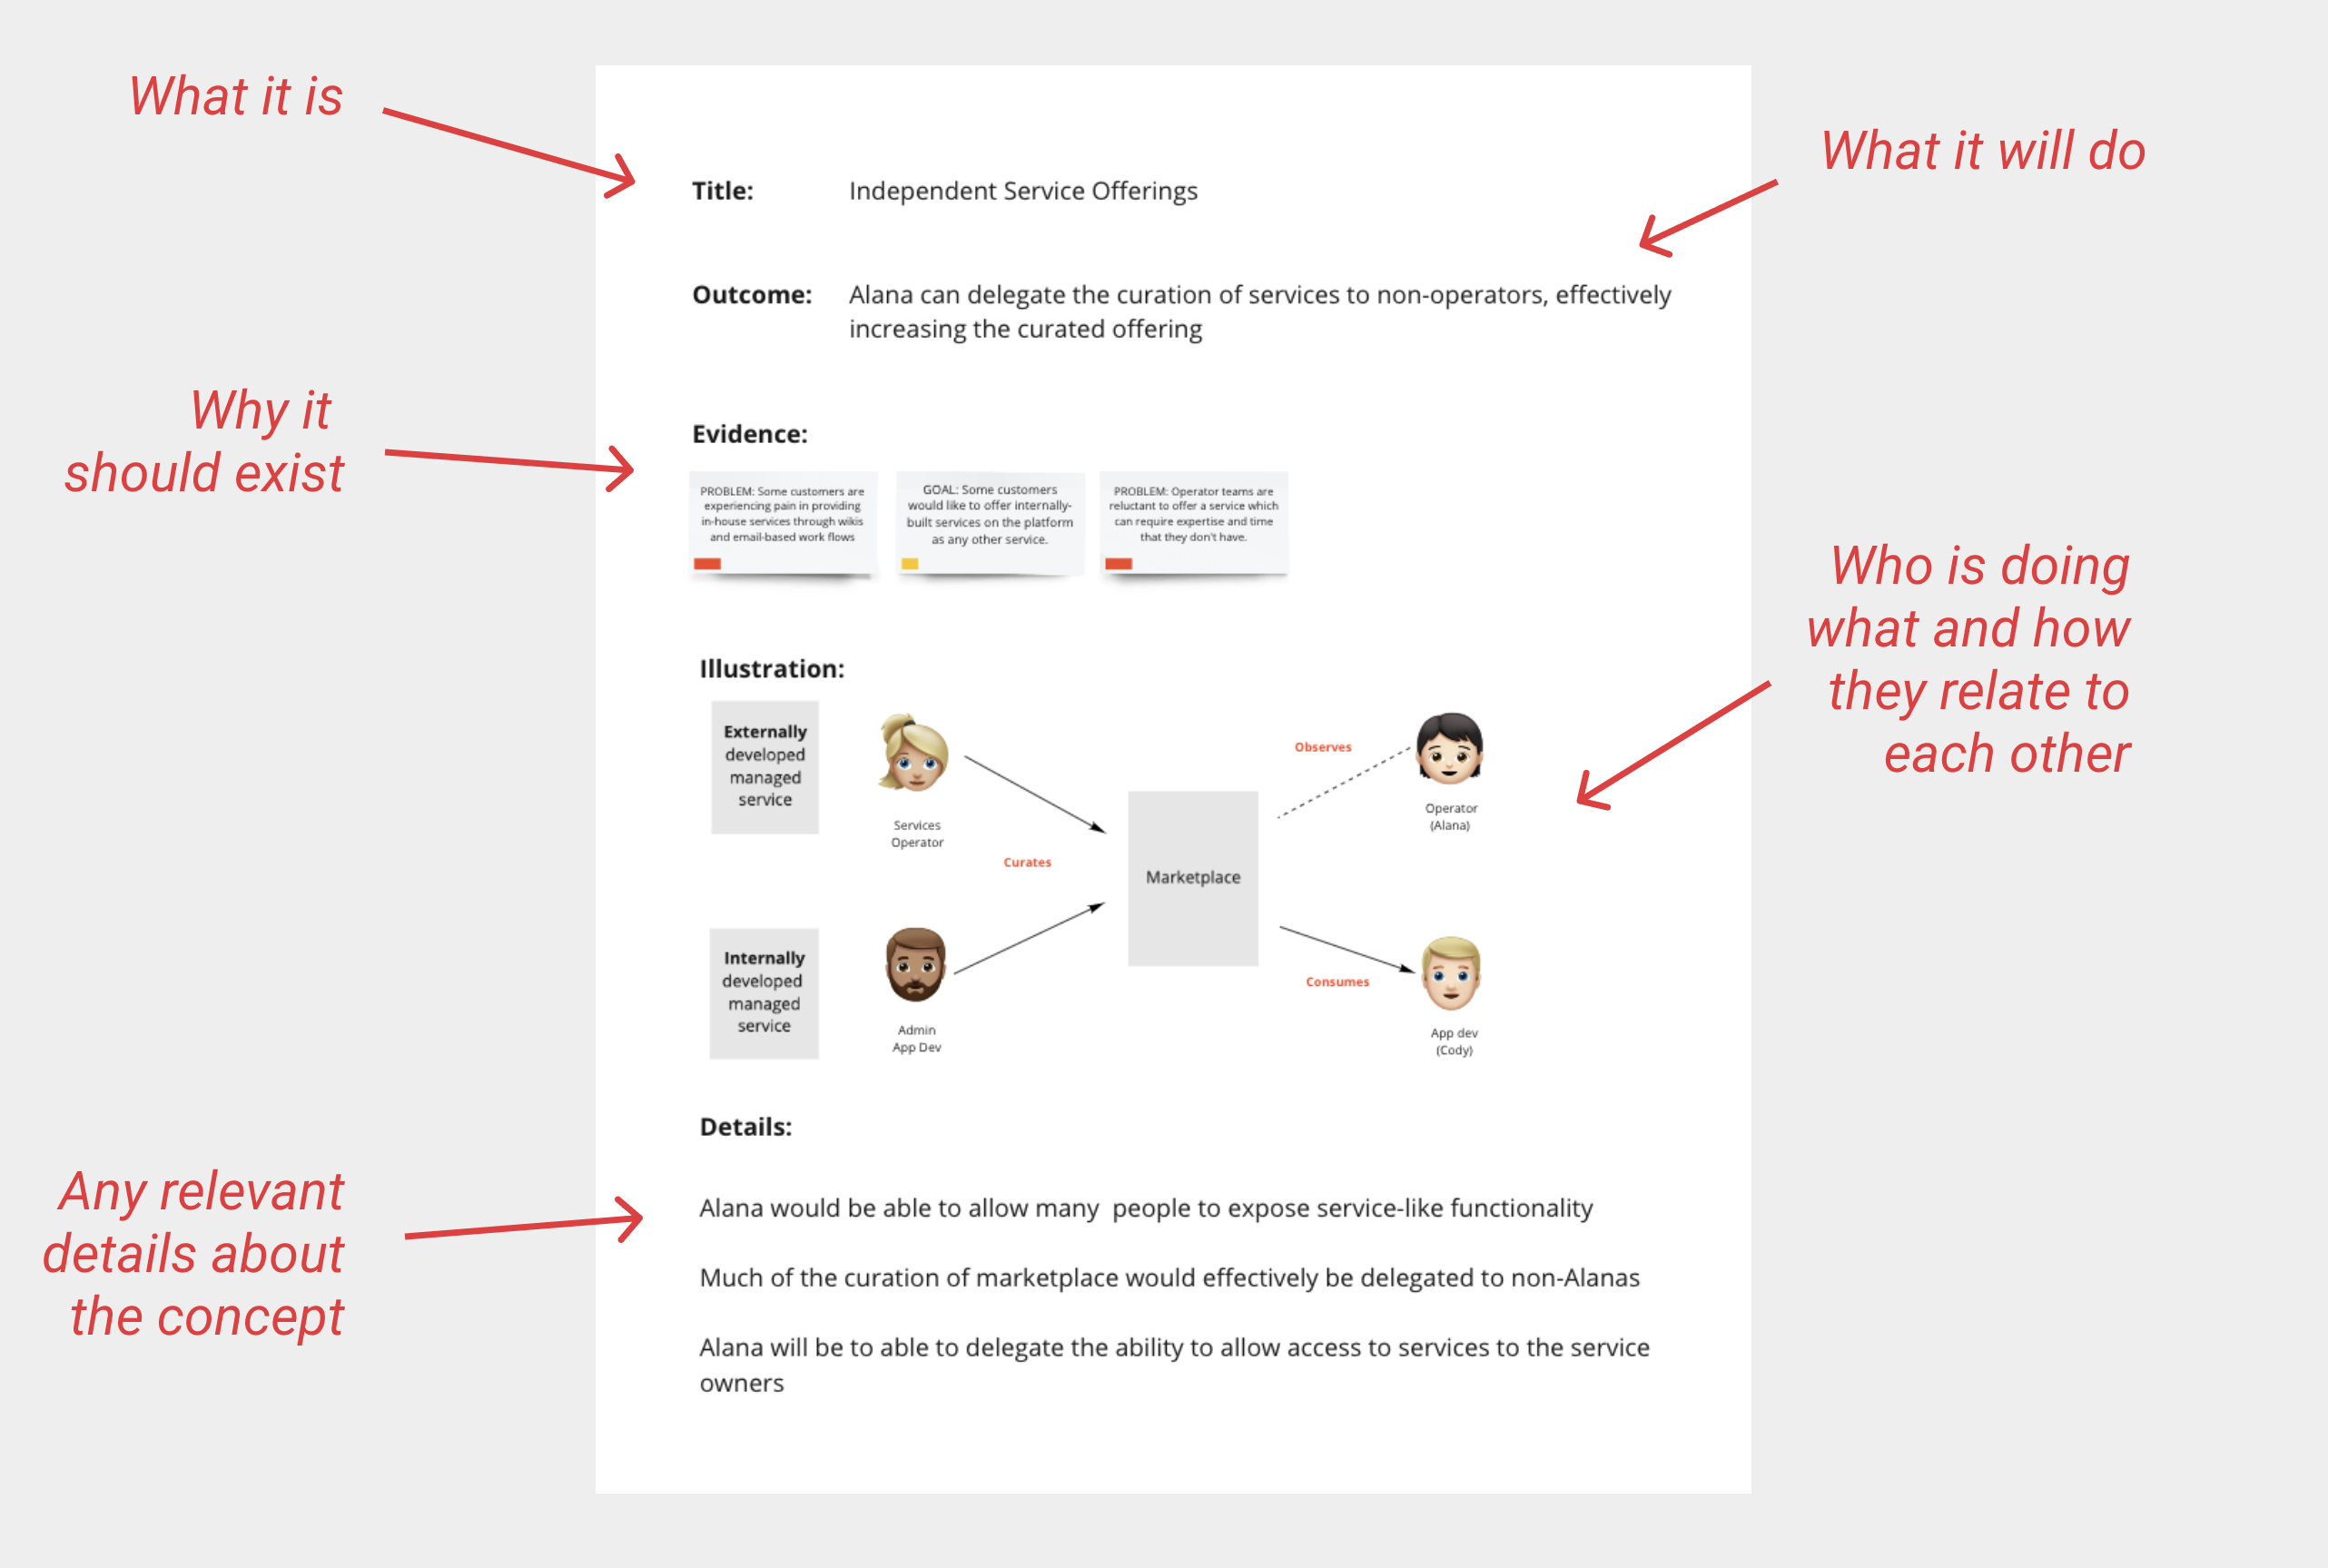 What it is
What it will do
Title:
Independent Service Offerings
Outcome:
Alana can delegate the curation of services to non-operators, effectively
increasing the curated offering
Why it
should exist
Evidence:
PROBLEM: Some customers are
experiencing pain in providing
in-house services through wikis
and email-based work flows
GOAL: Some customers
would like to offer internally-
built services on the platform
as any other service.
PROBLEM: Operator teams are
reluctant to offer a service which
can require expertise and time
that they don't have.
Who is doing
what and how
they relate to
each other
Illustration:
Externally
developed
managed
service
Services
Operator
Curates
Internally
developed
managed
service
Admin
App Dev
Marketplace
Observes
Operator
(Alana)
Consumes
App dev
(Cody)
Any relevant
details about
the concept
Details:
Alana would be able to allow many  people to expose service-like functionality
Much of the curation of marketplace would effectively be delegated to non-Alanas
Alana will be to able to delegate the ability to allow access to services to the service
owners